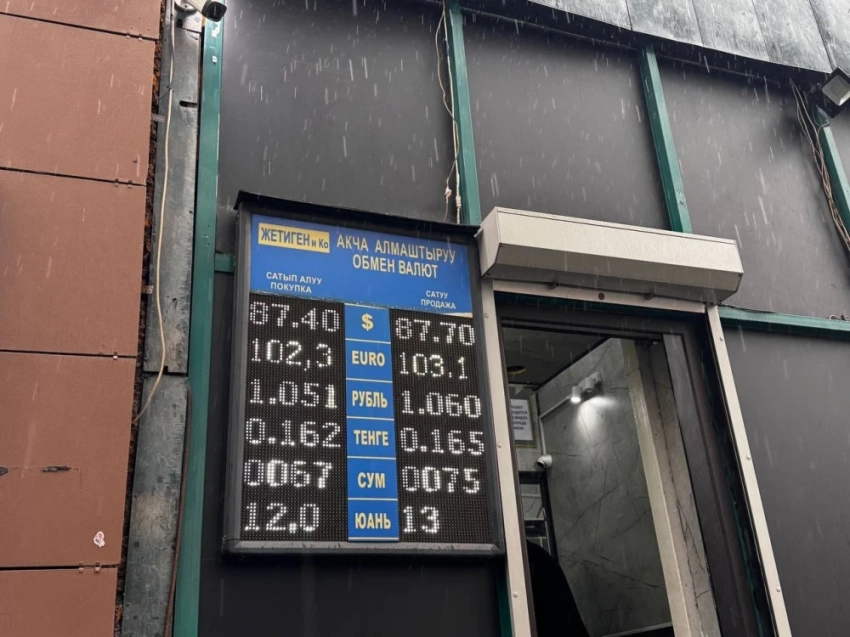 ЖЕТИГЕН и Ко АКЧА АЛМАШТЫРУУ
ОБМЕН ВАЛЮТ
САТЫП АЛУУ
ПОКУПКА
САТУУ
ПРОДАЖА
87.40 $ 87.70
102,3 EURO 103.1
1.051 РУБЛЬ 1.060
0.162 ТЕНГЕ 0.165
0067 СУМ 0075
12.0 ЮАНЬ 13